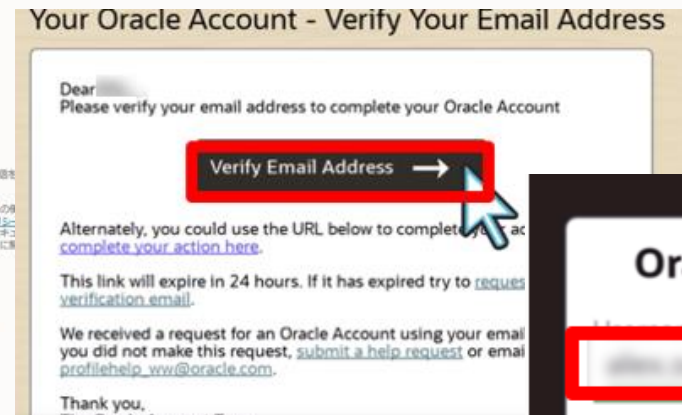 Your Oracle Account - Verify Your Email Address
Dear
Please verify your email address to complete your Oracle Account
Verify Email Address →
Alternately, you could use the URL below to complete
complete your action here.
This link will expire in 24 hours. If it has expired try to
verification email.
We received a request for an Oracle Account using your
you did not make this request, submit a help request or
profilehelp_ww@oracle.com.
Thank you,